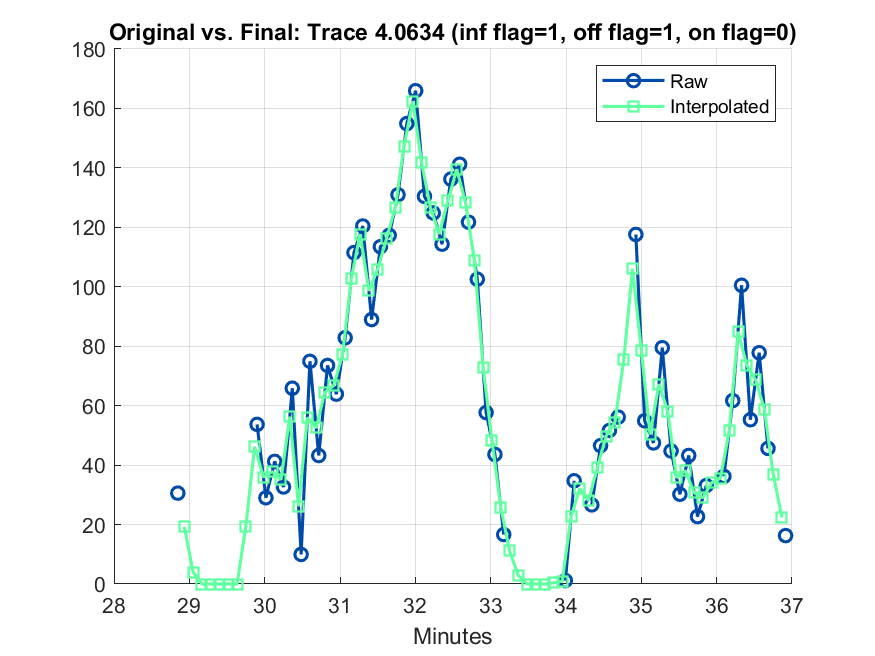 Original vs. Final: Trace 4.0634 (inf flag=1, off flag=1, on flag=0)
180
160
140
120
100
80
60
40
20
0
Raw
Interpolated
28 29 30 31 32 33 34 35 36 37
Minutes